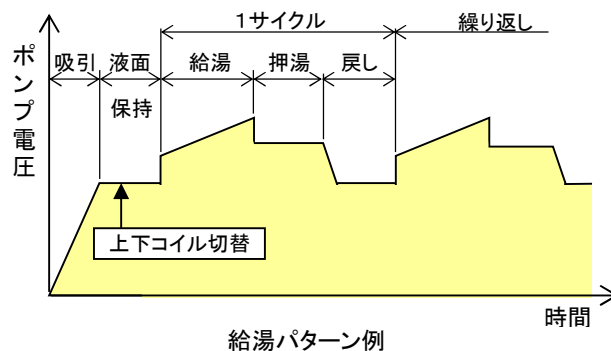 1サイクル
繰り返し
吸引
液面
保持
給湯
押湯
戻し
ポンプ電圧
上下コイル切替
時間
給湯パターン例